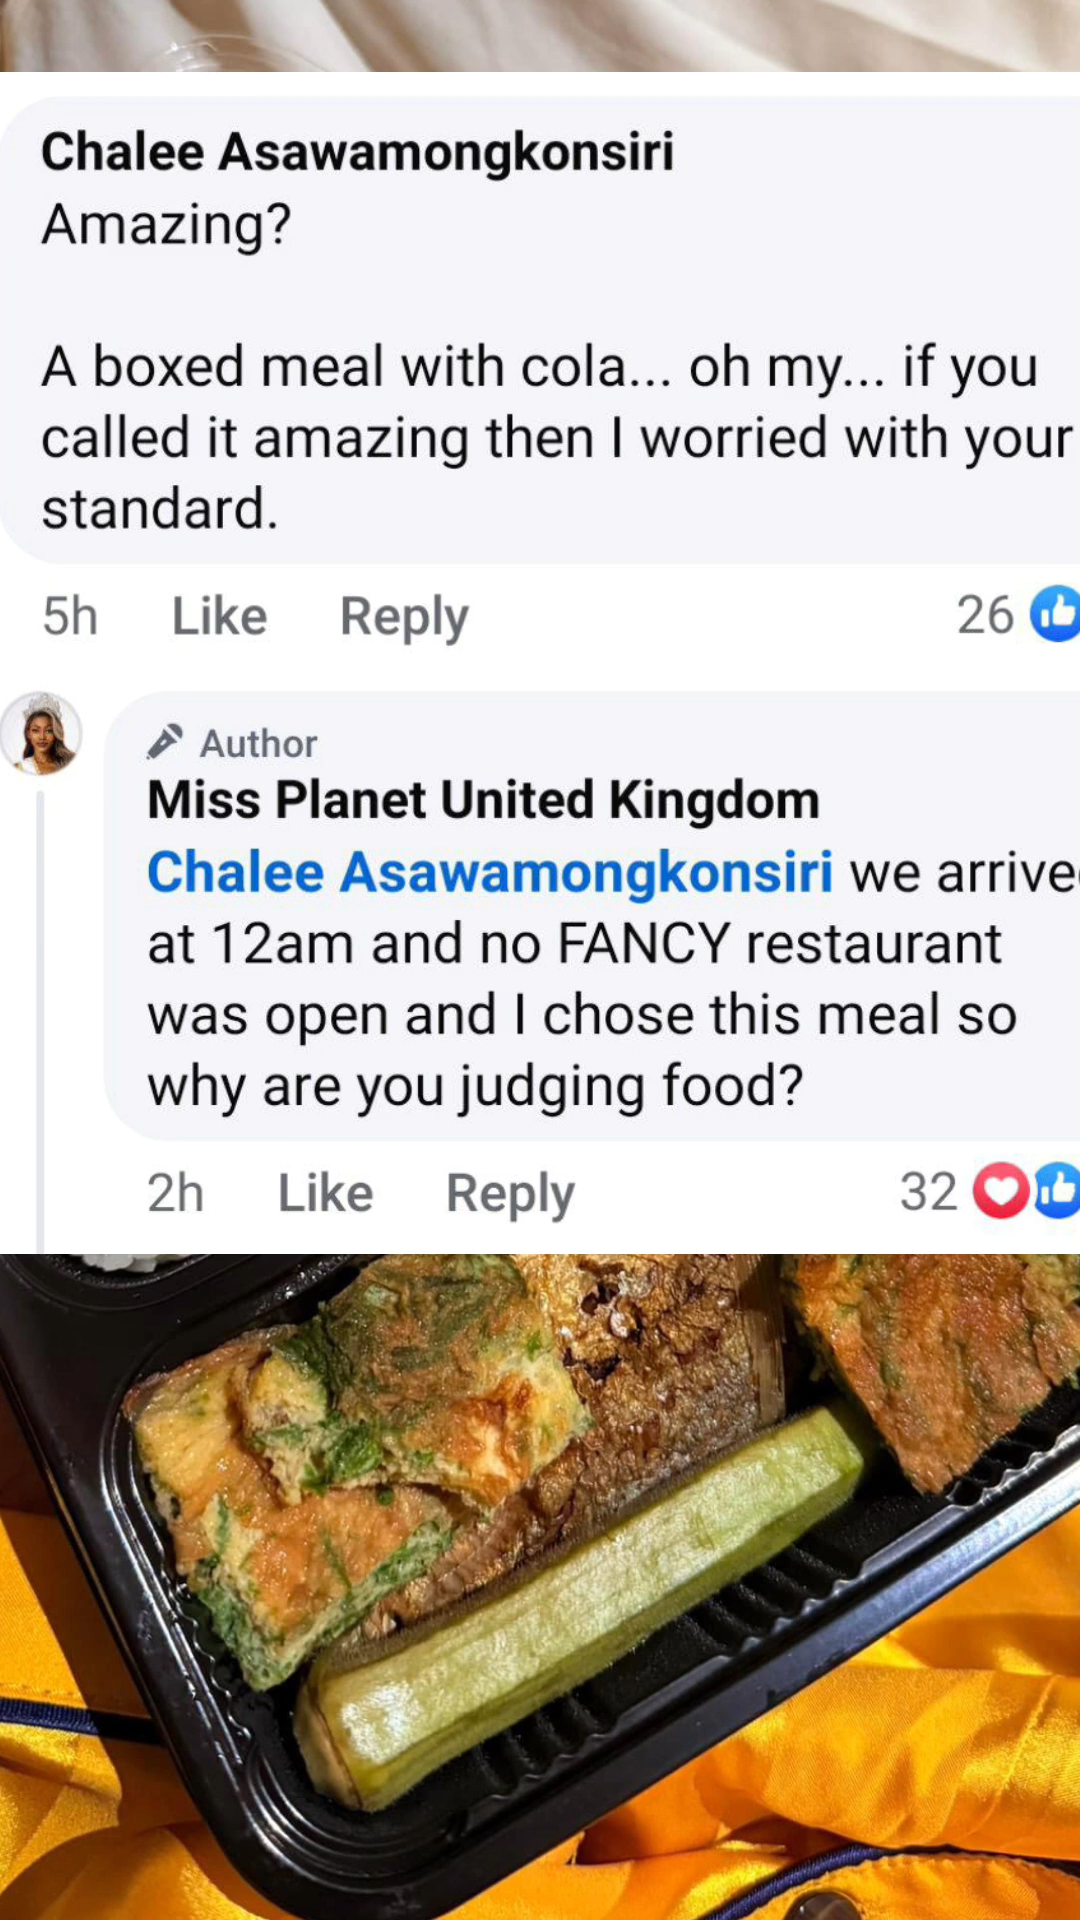 Chalee Asawamongkonsiri
Amazing?
A boxed meal with cola... oh my... if you
called it amazing then I worried with your
standard.
5h Like Reply 26
Author
Miss Planet United Kingdom
Chalee Asawamongkonsiri we arrive
at 12am and no FANCY restaurant
was open and I chose this meal so
why are you judging food?
2h Like Reply 32